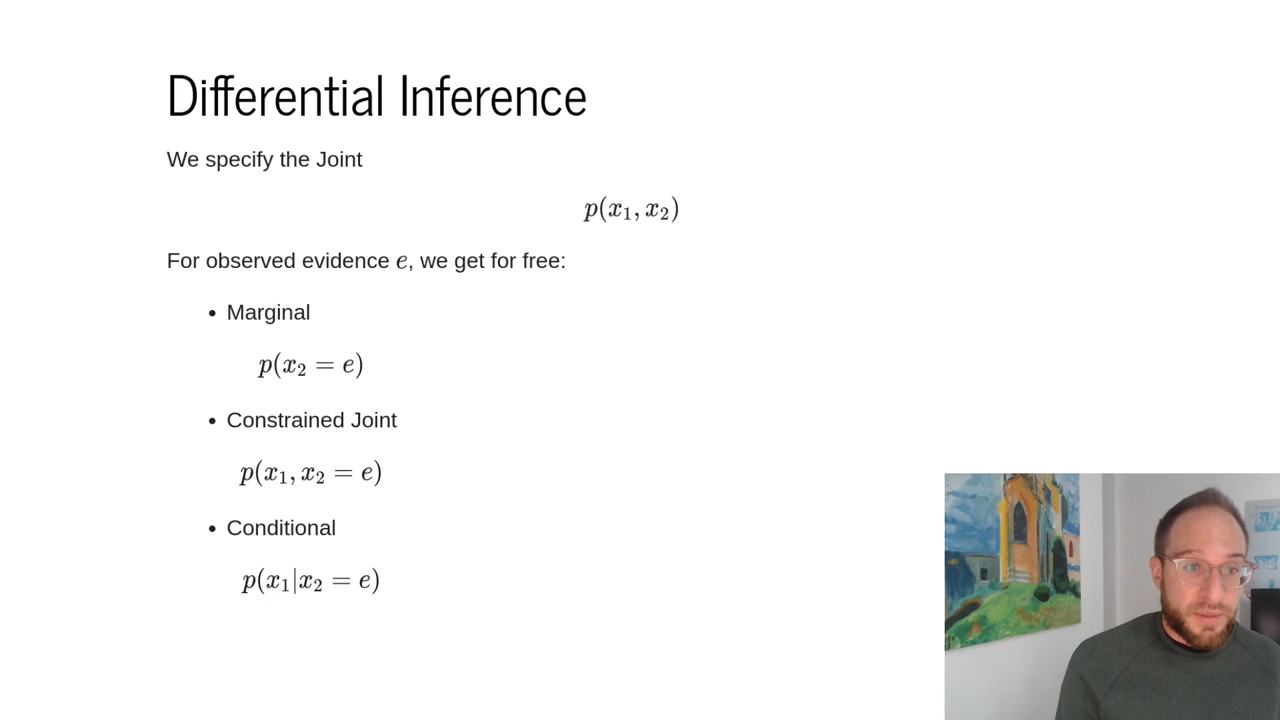 Differential Inference
We specify the Joint
p(x₁, x₂)
For observed evidence e, we get for free:
• Marginal
p(x₂ = e)
• Constrained Joint
p(x₁, x₂ = e)
• Conditional
p(x₁|x₂ = e)